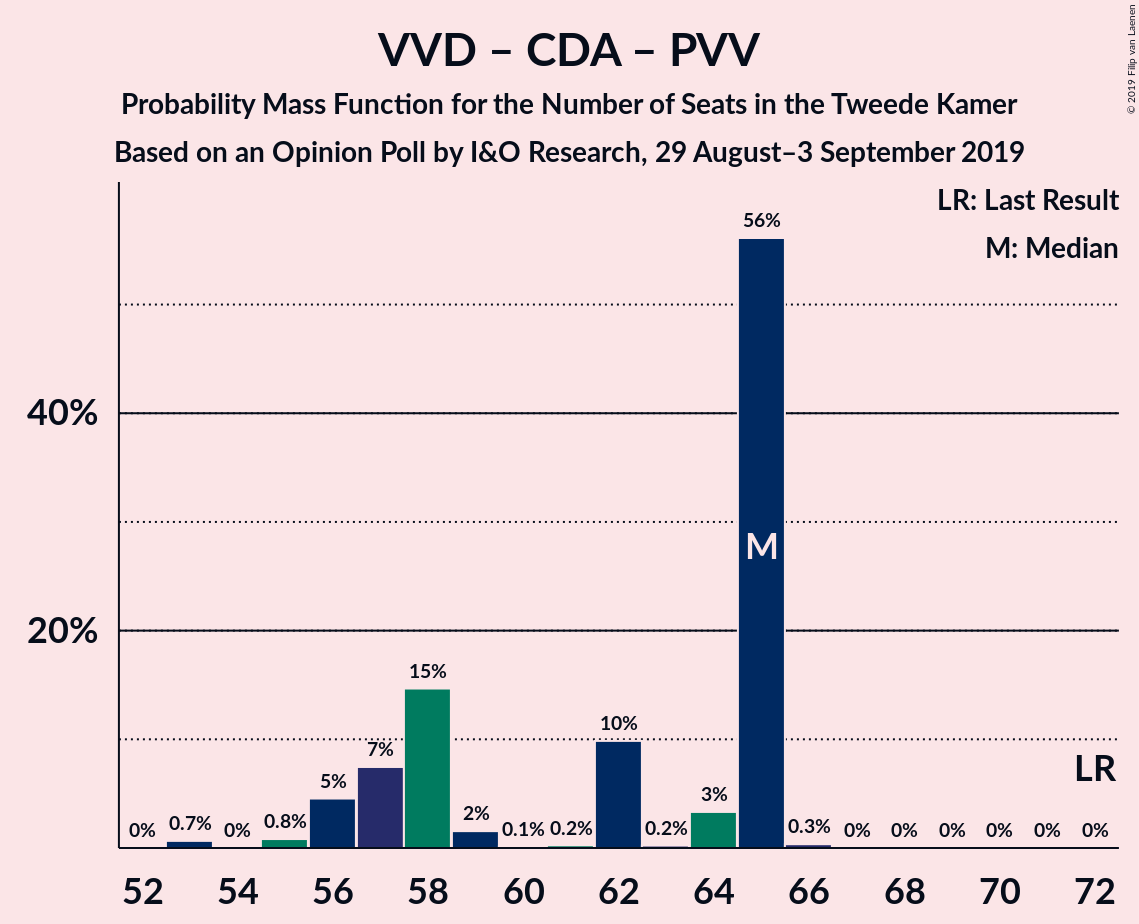 VVD – CDA – PVV
Probability Mass Function for the Number of Seats in the Tweede Kamer
Based on an Opinion Poll by I&O Research, 29 August–3 September 2019
© 2019 Filip van Laenen
LR: Last Result
M: Median
56%
40%
M
20%
15%
10%
7%
LR
5%
3%
2%
0% 0.7% 0% 0.8% 0.1% 0.2% 0.2% 0.3% 0% 0% 0% 0% 0% 0%
52 54 56 58 60 62 64 66 68 70 72